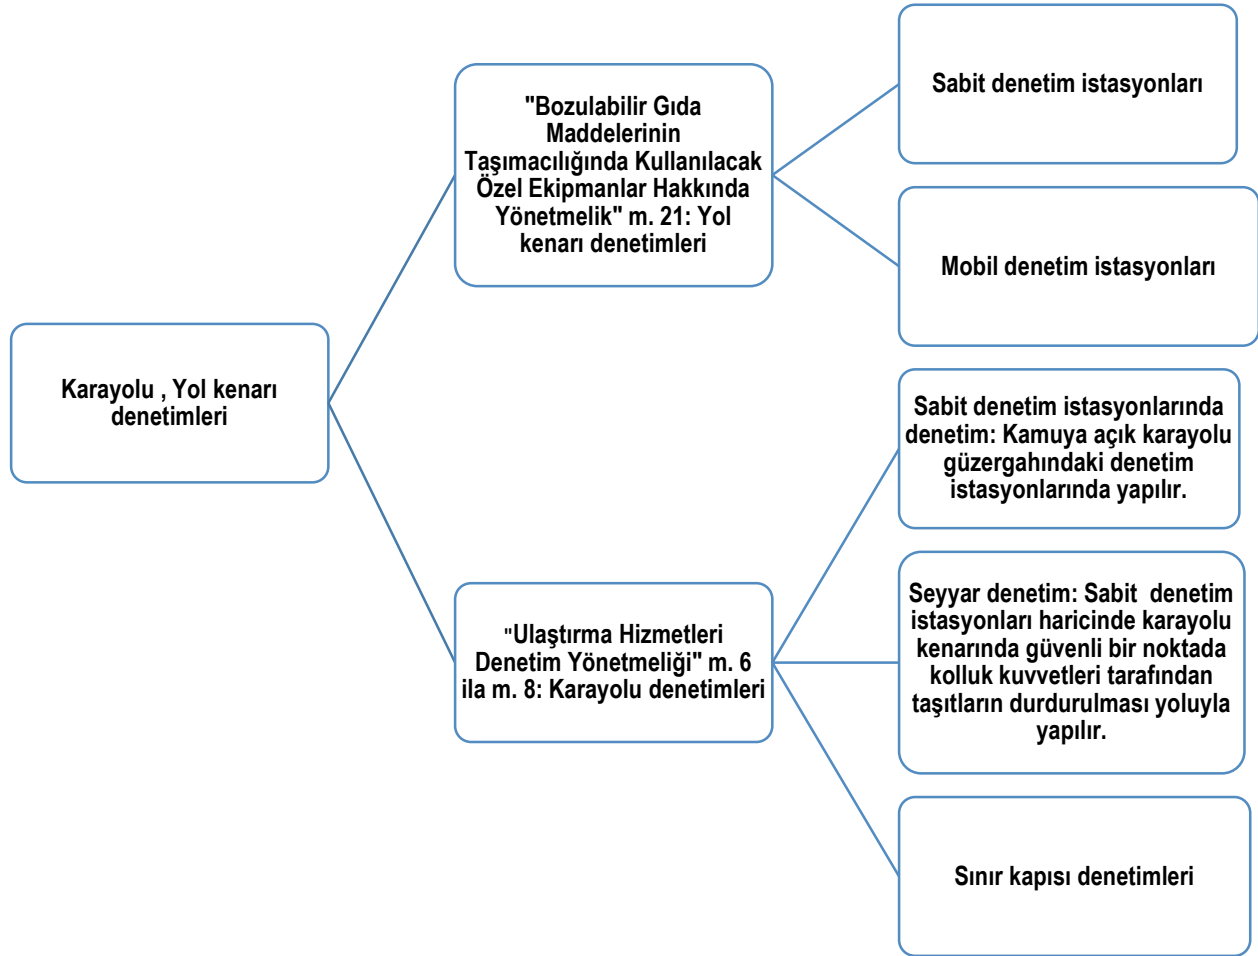 Karayolu , Yol kenarı
denetimleri
"Bozulabilir Gıda
Maddelerinin
Taşımacılığında Kullanılacak
Özel Ekipmanlar Hakkında
Yönetmelik" m. 21: Yol
kenarı denetimleri
Sabit denetim istasyonları
Mobil denetim istasyonları
"Ulaştırma Hizmetleri
Denetim Yönetmeliği" m. 6
ila m. 8: Karayolu denetimleri
Sabit denetim istasyonlarında
denetim: Kamuya açık karayolu
güzergahındaki denetim
istasyonlarında yapılır.
Seyyar denetim: Sabit denetim
istasyonları haricinde karayolu
kenarında güvenli bir noktada
kolluk kuvvetleri tarafından
taşıtların durdurulması yoluyla
yapılır.
Sınır kapısı denetimleri